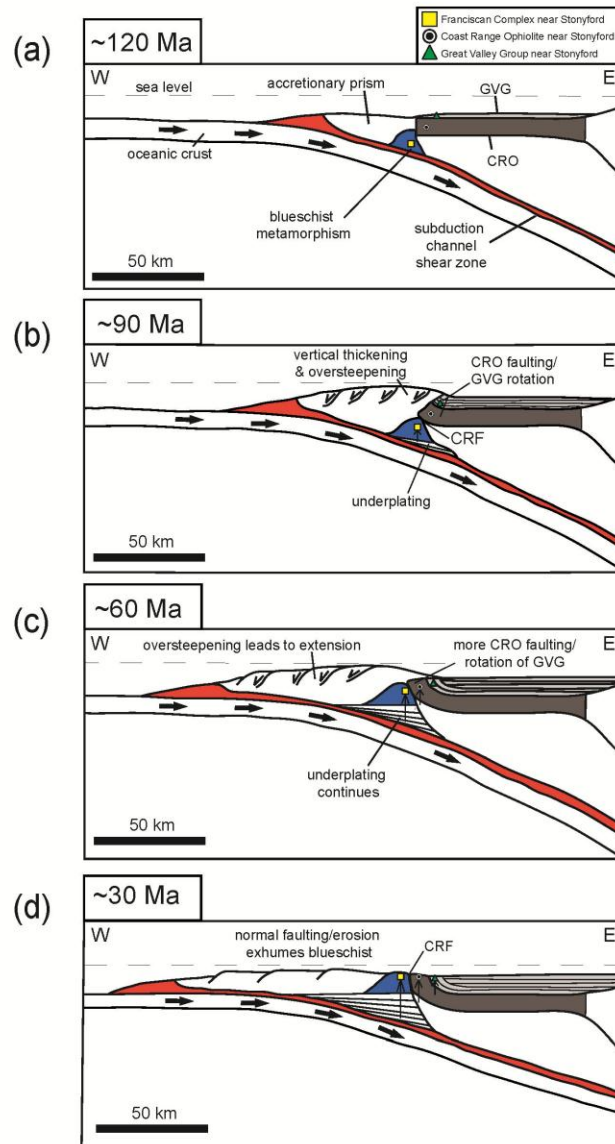 Franciscan Complex near Stonyford
Coast Range Ophiolite near Stonyford
Great Valley Group near Stonyford
(a)
~120 Ma
W
E
sea level
accretionary prism
GVG
oceanic crust
CRO
blueschist
metamorphism
subduction
channel
shear zone
50 km
(b)
~90 Ma
W
E
vertical thickening
& oversteepening
CRO faulting/
GVG rotation
CRF
underplating
50 km
(c)
~60 Ma
W
E
oversteepening leads to extension
more CRO faulting/
rotation of GVG
underplating
continues
50 km
(d)
~30 Ma
W
E
normal faulting/erosion
exhumes blueschist
CRF
50 km